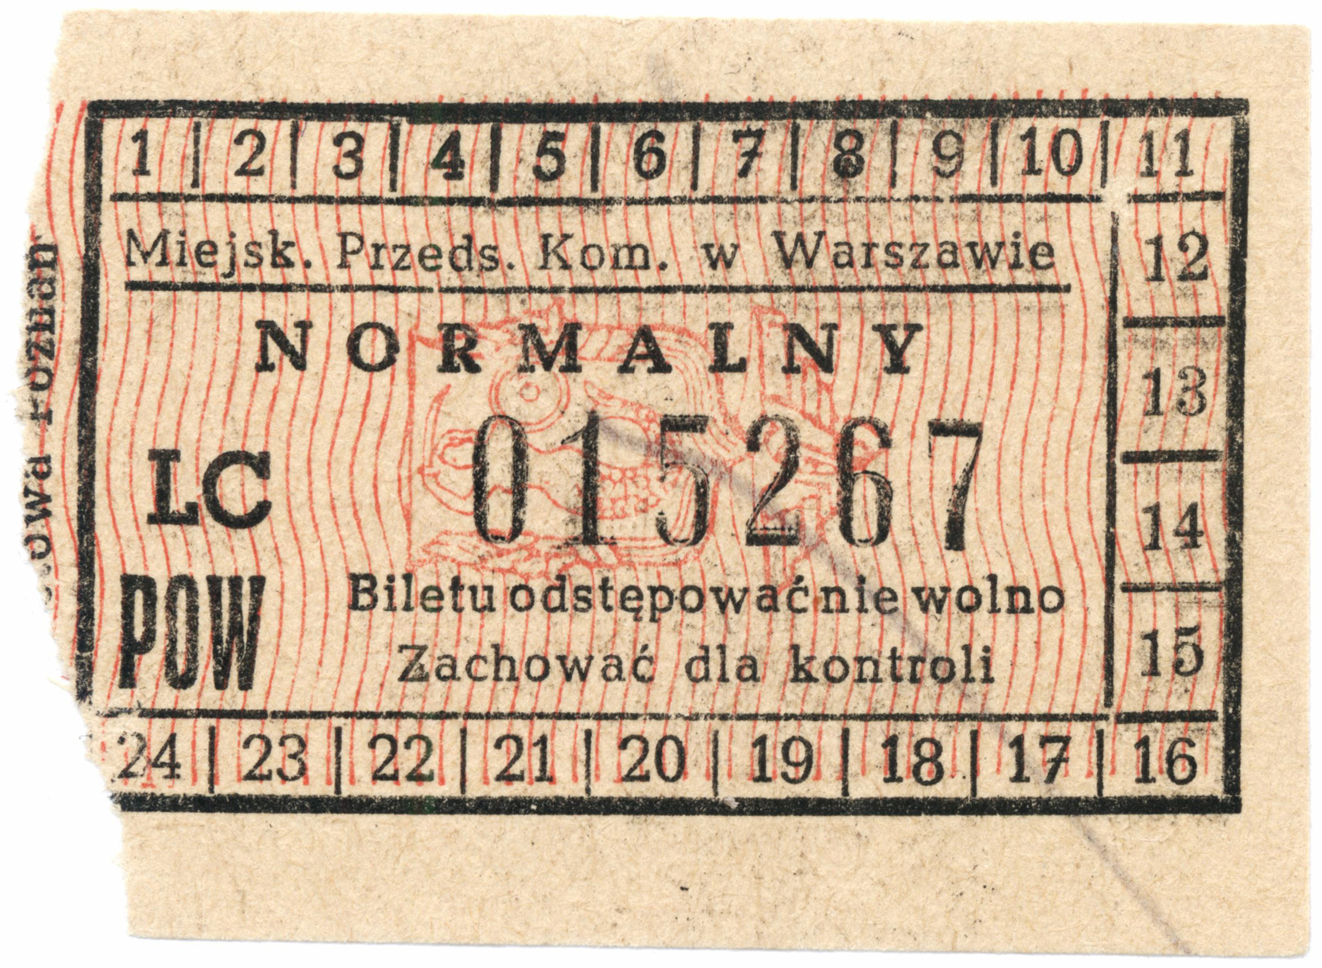 1 | 2 | 3 | 4 | 5 | 6 | 7 | 8 | 9 | 10 | 11
Miejsk. Przeds. Kom. w Warszawie
12
NORMALNY
13
LC 015267
14
POW
Biletu odstępować nie wolno
Zachować dla kontroli
15
24 | 23 | 22 | 21 | 20 | 19 | 18 | 17 | 16
Poznań